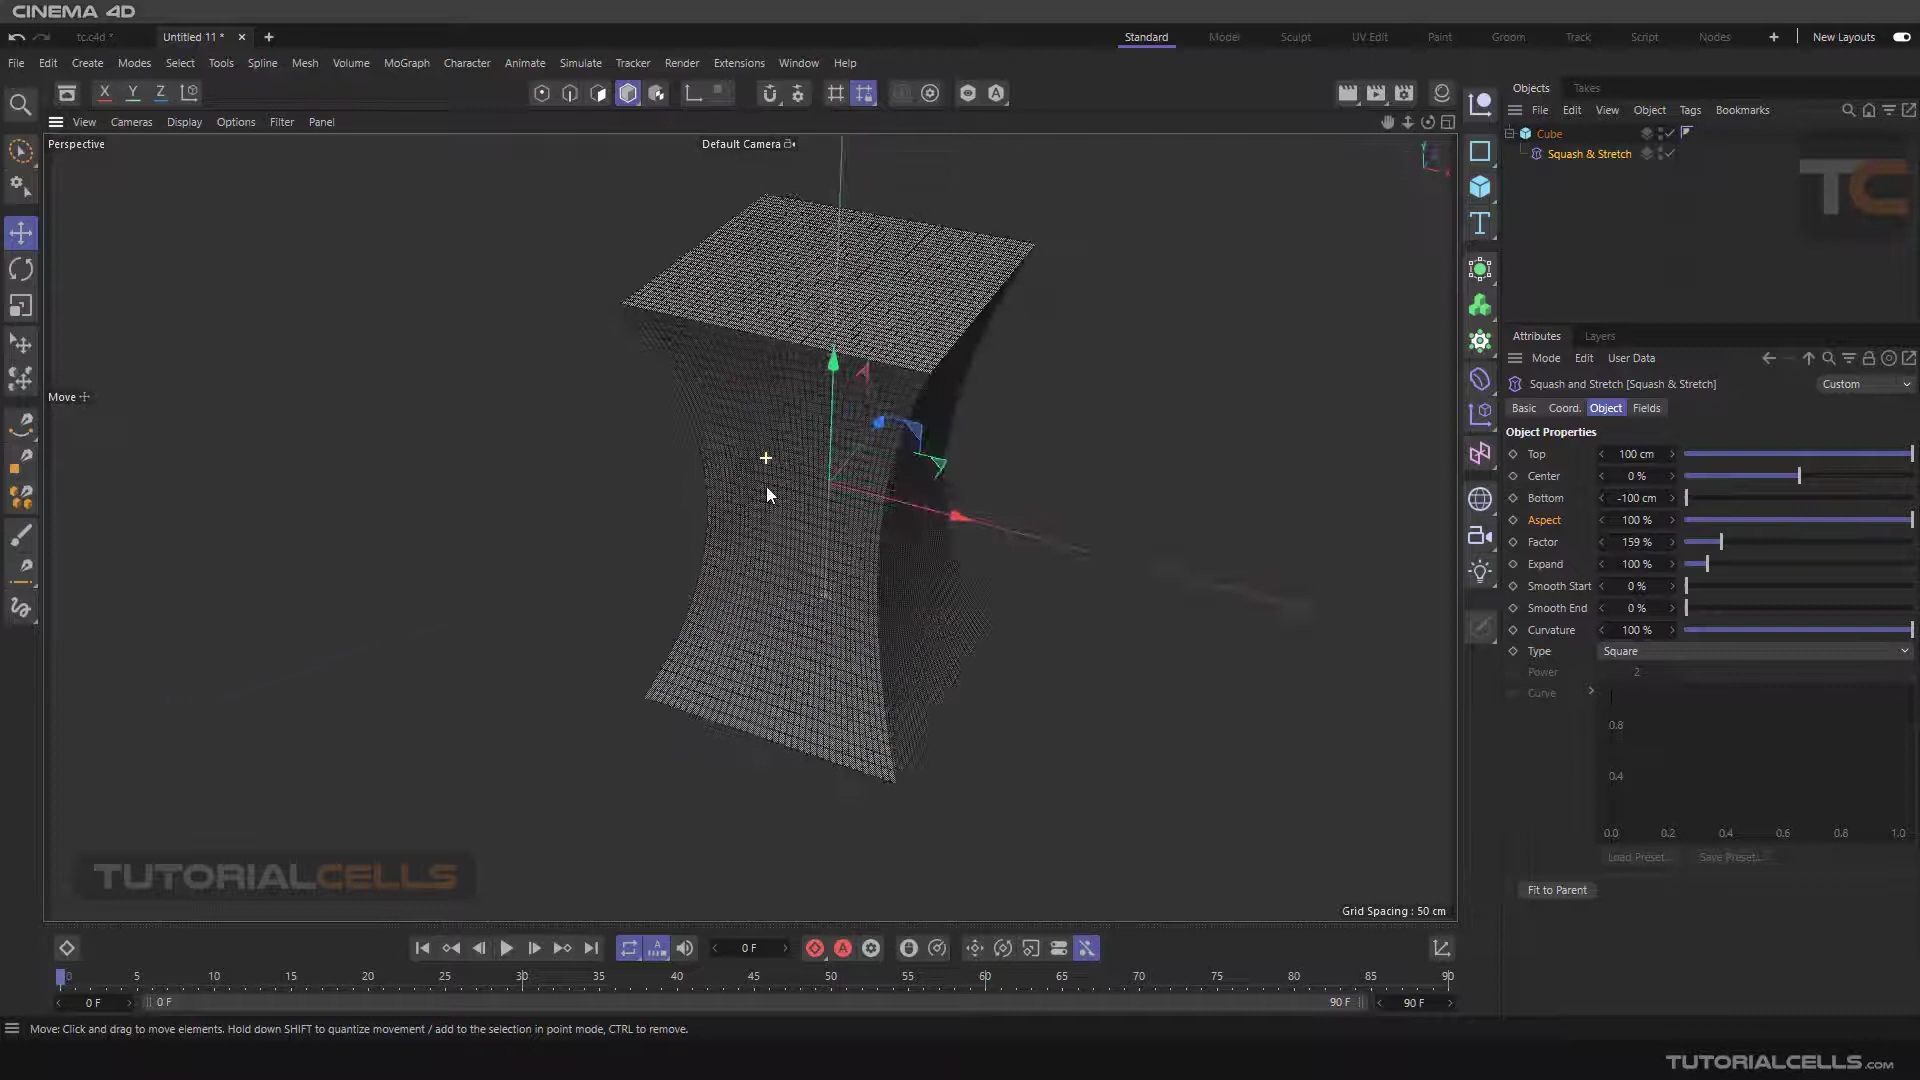 CINEMA 4D
tc.c4d *
Untitled 11 *
Standard
Model
Sculpt
UV Edit
Paint
Groom
Track
Script
Nodes
New Layouts
File Edit Create Modes Select Tools Spline Mesh Volume MoGraph Character Animate Simulate Tracker Render Extensions Window Help
X Y Z
Objects Takes
View Cameras Display Options Filter Panel
File Edit View Object Tags Bookmarks
Perspective
Default Camera
Cube
Squash & Stretch
TC
Attributes Layers
Mode Edit User Data
Squash and Stretch [Squash & Stretch]
Custom
Basic Coord. Object Fields
Move
Object Properties
Top 100 cm
Center 0 %
Bottom -100 cm
Aspect 100 %
Factor 159 %
Expand 100 %
Smooth Start 0 %
Smooth End 0 %
Curvature 100 %
Type Square
Power 2
Curve
0.8
0.4
0.0 0.2 0.4 0.6 0.8 1.0
Load Preset...
Save Preset...
Fit to Parent
TUTORIALCELLS
Grid Spacing : 50 cm
0 F
0 5 10 15 20 25 30 35 40 45 50 55 60 65 70 75 80 85 90
0 F
0 F
90 F
90 F
Move: Click and drag to move elements. Hold down SHIFT to quantize movement / add to the selection in point mode, CTRL to remove.
TUTORIALCELLS.com